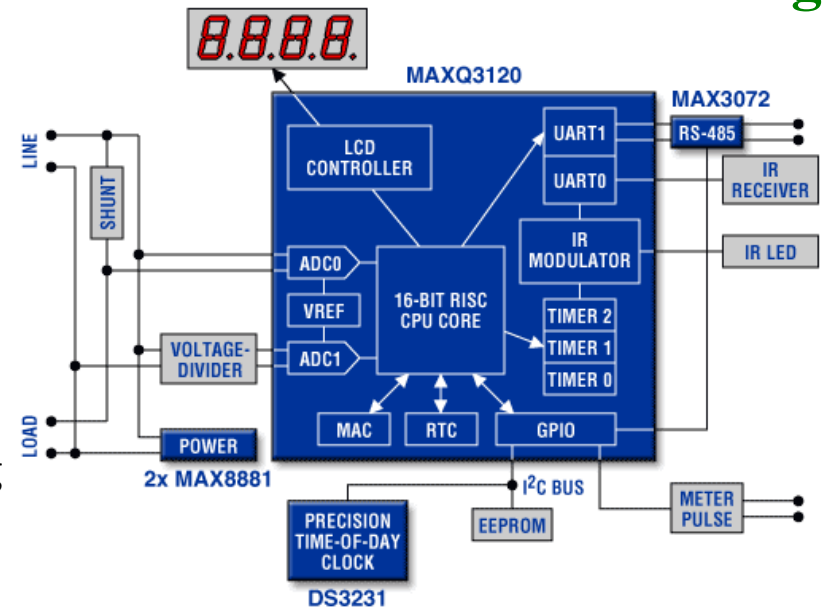 g
8.8.8.8.
MAXQ3120
MAX3072
LINE
SHUNT
LCD
CONTROLLER
UART1
RS-485
UART0
IR
RECEIVER
IR
MODULATOR
IR LED
ADC0
VREF
ADC1
16-BIT RISC
CPU CORE
TIMER 2
TIMER 1
TIMER 0
VOLTAGE-
DIVIDER
LOAD
POWER
2x MAX8881
MAC
RTC
GPIO
I²C BUS
EEPROM
METER
PULSE
PRECISION
TIME-OF-DAY
CLOCK
DS3231